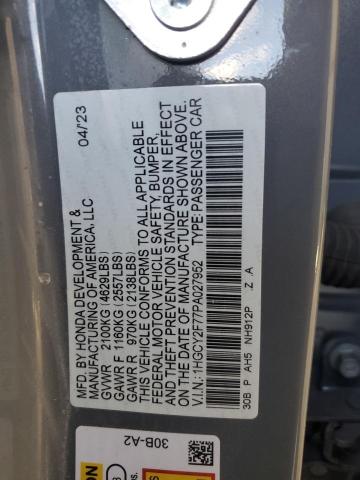 MFD. BY HONDA DEVELOPMENT &
MANUFACTURING OF AMERICA, LLC 04/23
GVWR 2100KG (4629LBS)
GAWR F 1160KG (2557LBS)
GAWR R 970KG (2138LBS)
THIS VEHICLE CONFORMS TO ALL APPLICABLE
FEDERAL MOTOR VEHICLE SAFETY, BUMPER,
AND THEFT PREVENTION STANDARDS IN EFFECT
ON THE DATE OF MANUFACTURE SHOWN ABOVE.
V.I.N.: 1HGCY2F77PA027952 TYPE: PASSENGER CAR
30B P AH5 NH912P Z A
30B-A2